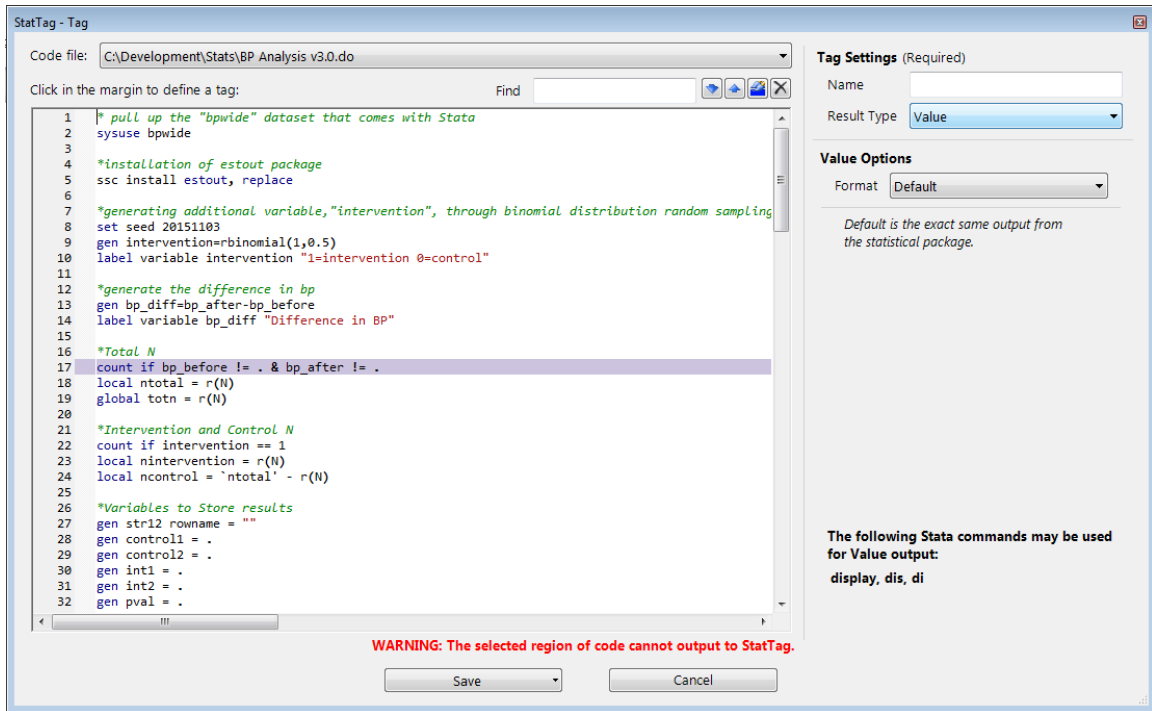 StatTag - Tag
Code file: C:\Development\Stats\BP Analysis v3.0.do
Click in the margin to define a tag: Find
1 * pull up the "bpwide" dataset that comes with Stata
2 sysuse bpwide
3
4 *installation of estout package
5 ssc install estout, replace
6
7 *generating additional variable,"intervention", through binomial distribution random sampling
8 set seed 20151103
9 gen intervention=rbinomial(1,0.5)
10 label variable intervention "1=intervention 0=control"
11
12 *generate the difference in bp
13 gen bp_diff=bp_after-bp_before
14 label variable bp_diff "Difference in BP"
15
16 *Total N
17 count if bp_before != . & bp_after != .
18 local ntotal = r(N)
19 global totn = r(N)
20
21 *Intervention and Control N
22 count if intervention == 1
23 local nintervention = r(N)
24 local ncontrol = `ntotal' - r(N)
25
26 *Variables to Store results
27 gen str12 rowname = ""
28 gen control1 = .
29 gen control2 = .
30 gen int1 = .
31 gen int2 = .
32 gen pval = .
WARNING: The selected region of code cannot output to StatTag.
Save
Cancel
Tag Settings (Required)
Name
Result Type Value
Value Options
Format Default
Default is the exact same output from
the statistical package.
The following Stata commands may be used
for Value output:
display, dis, di